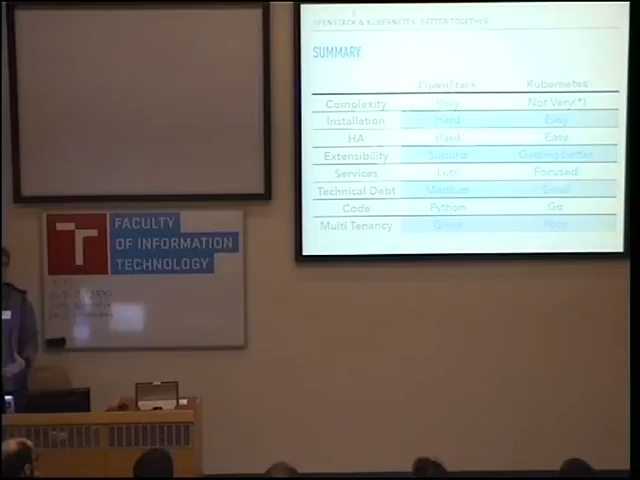 OPENSTACK & KUBERNETES: BETTER TOGETHER
SUMMARY
OpenStack Kubernetes
Complexity Very Not Very(*)
Installation Hard Easy
HA Hard Easy
Extensibility Getting better
Services Lots Focused
Technical Debt Medium Small
Code Python Go
Multi Tenancy Great Poor
FACULTY
OF INFORMATION
TECHNOLOGY